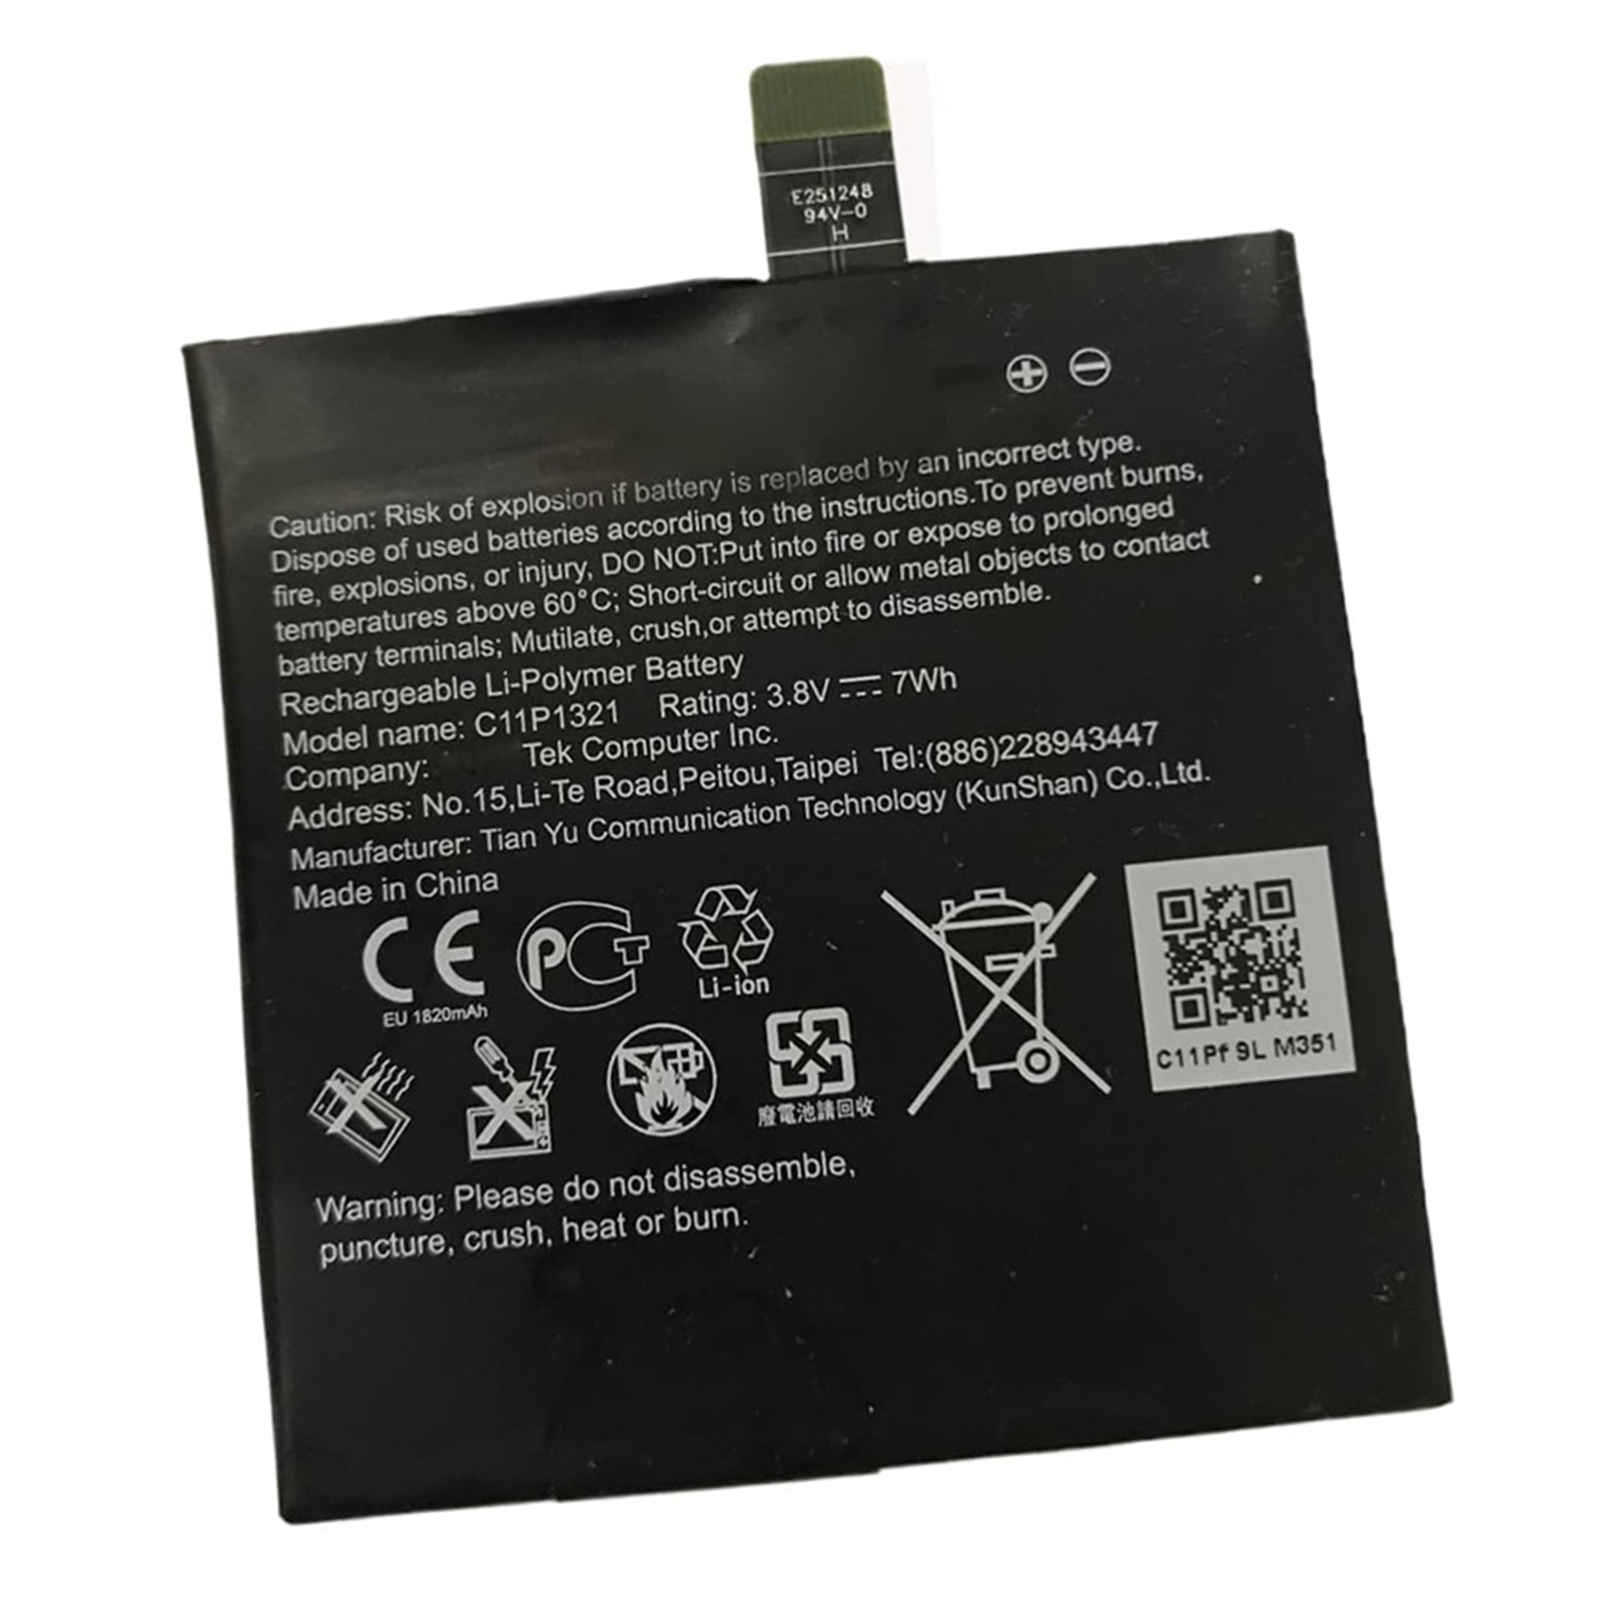 E251248
94V-0
H
Caution: Risk of explosion if battery is replaced by an incorrect type.
Dispose of used batteries according to the instructions.To prevent burns,
fire, explosions, or injury, DO NOT:Put into fire or expose to prolonged
temperatures above 60°C; Short-circuit or allow metal objects to contact
battery terminals; Mutilate, crush,or attempt to disassemble.
Rechargeable Li-Polymer Battery
Model name: C11P1321 Rating: 3.8V 7Wh
Company: Tek Computer Inc.
Address: No.15,Li-Te Road,Peitou,Taipei Tel:(886)228943447
Manufacturer: Tian Yu Communication Technology (KunShan) Co.,Ltd.
Made in China
CE
EU 1820mAh
PCT
Li-ion
廢電池請回收
C11Pf 9L M351
Warning: Please do not disassemble,
puncture, crush, heat or burn.